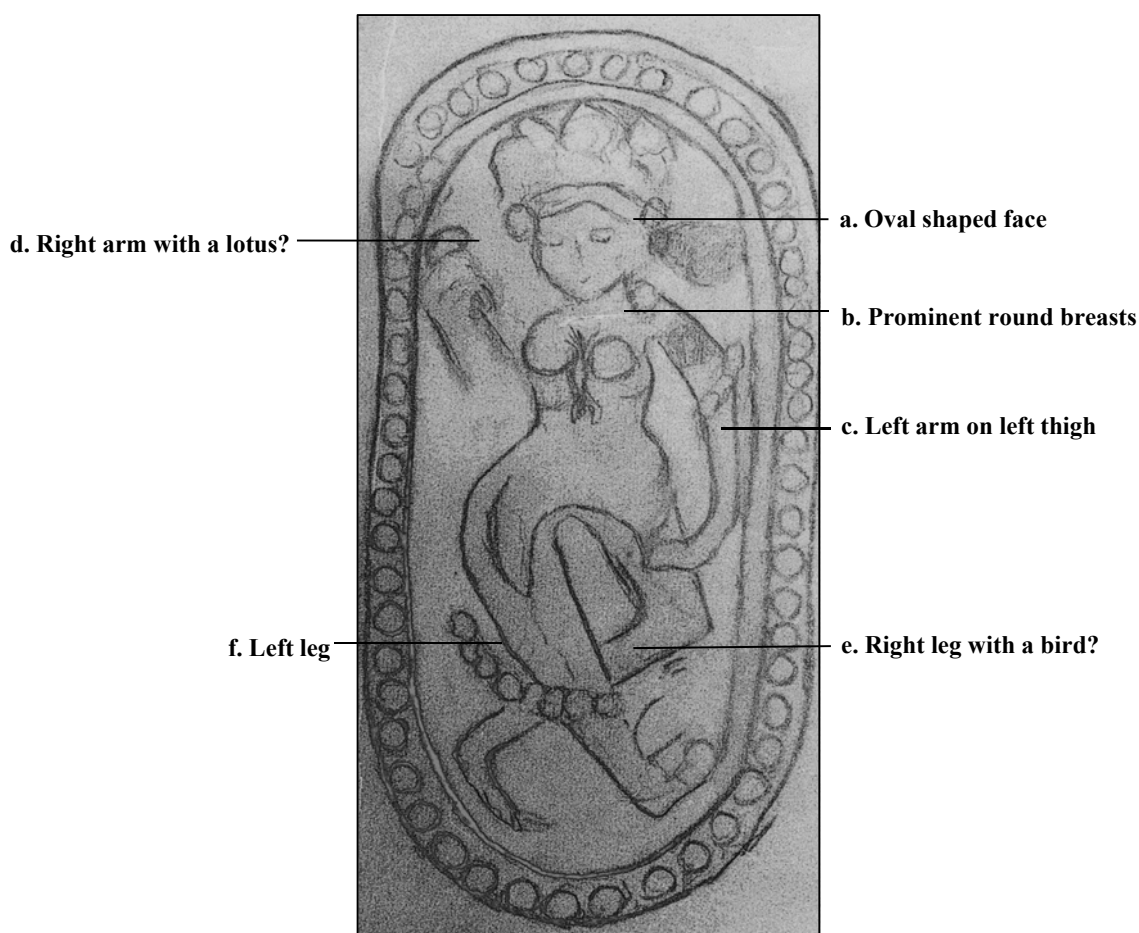 a. Oval shaped face
d. Right arm with a lotus?
b. Prominent round breasts
c. Left arm on left thigh
f. Left leg
e. Right leg with a bird?